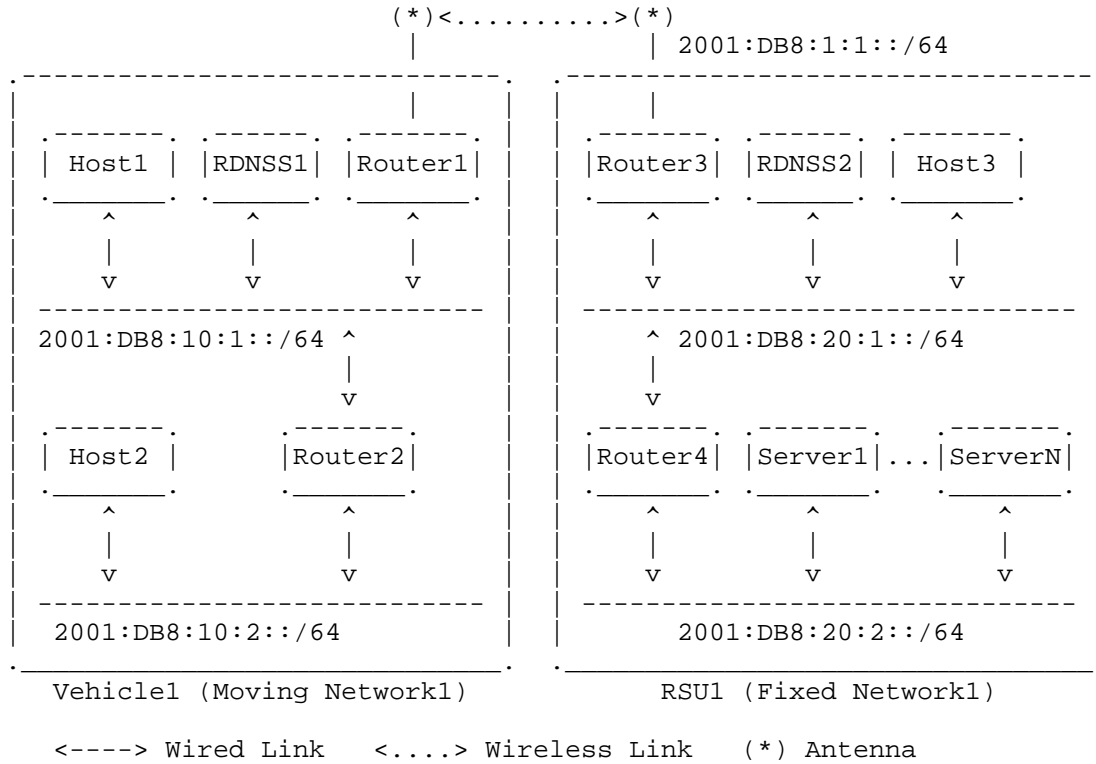 (*)<..........>(*)
2001:DB8:1:1::/64
Host1 RDNSS1 Router1 Router3 RDNSS2 Host3
2001:DB8:10:1::/64 2001:DB8:20:1::/64
Host2 Router2 Router4 Server1...ServerN
2001:DB8:10:2::/64 2001:DB8:20:2::/64
Vehicle1 (Moving Network1) RSU1 (Fixed Network1)
<----> Wired Link <....> Wireless Link (*) Antenna